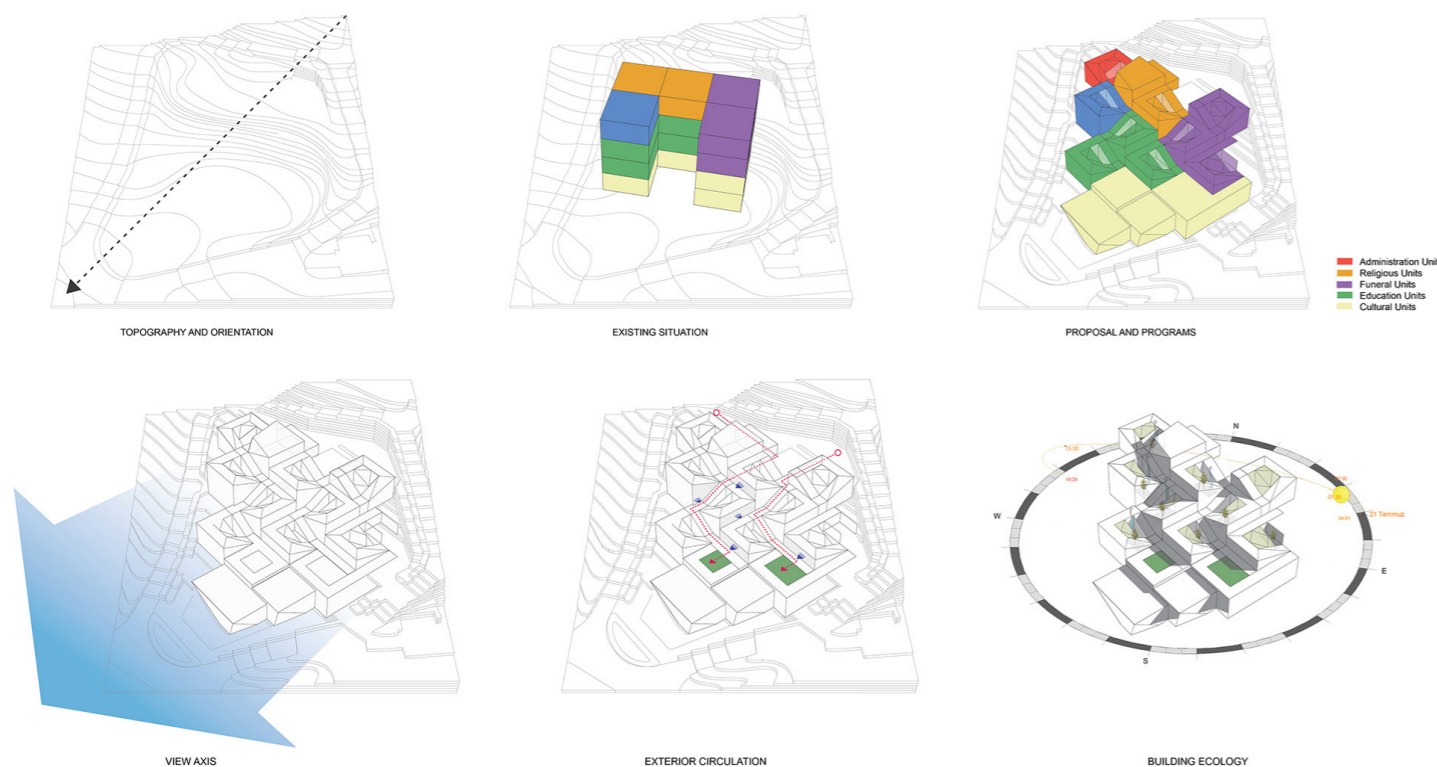 TOPOGRAPHY AND ORIENTATION
EXISTING SITUATION
PROPOSAL AND PROGRAMS
Administration Unit
Religious Units
Funeral Units
Education Units
Cultural Units
N
W
E
S
21 Temmuz
VIEW AXIS
EXTERIOR CIRCULATION
BUILDING ECOLOGY